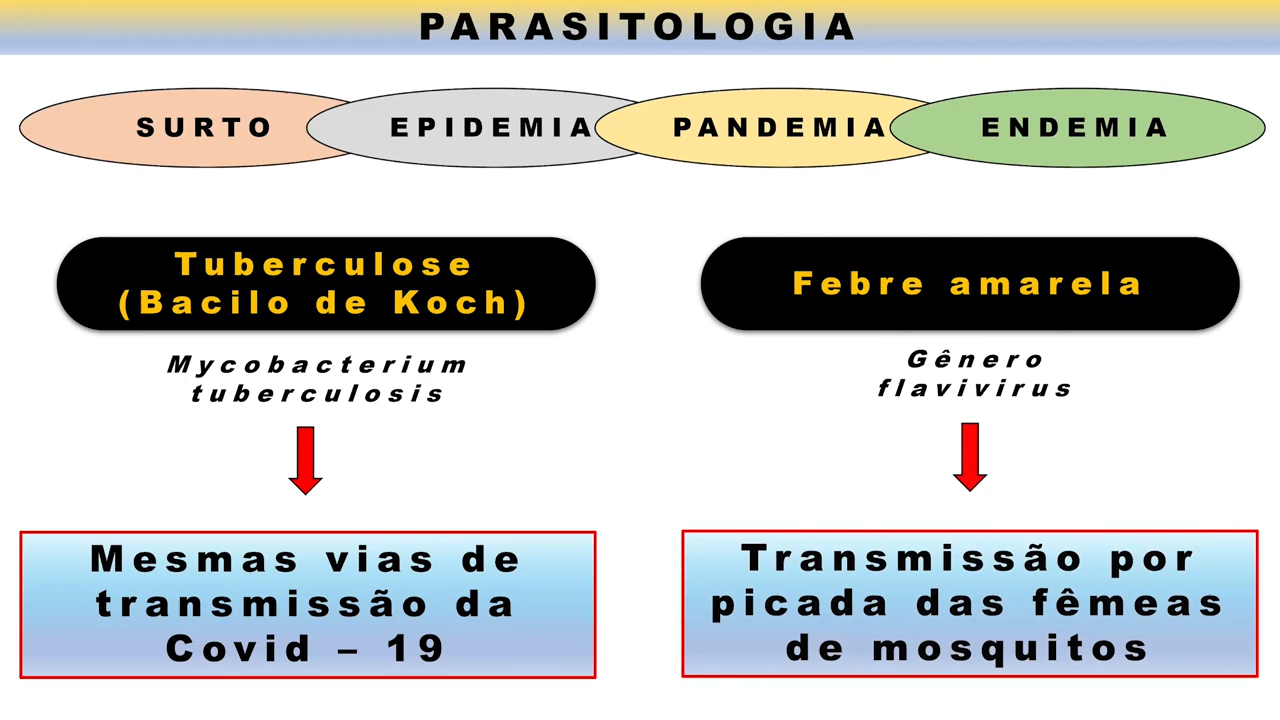 PARASITOLOGIA
SURTO
EPIDEMIA
PANDEMIA
ENDEMIA
Tuberculose
(Bacilo de Koch)
Mycobacterium
tuberculosis
Mesmas vias de
transmissão da
Covid – 19
Febre amarela
Gênero
flavivirus
Transmissão por
picada das fêmeas
de mosquitos